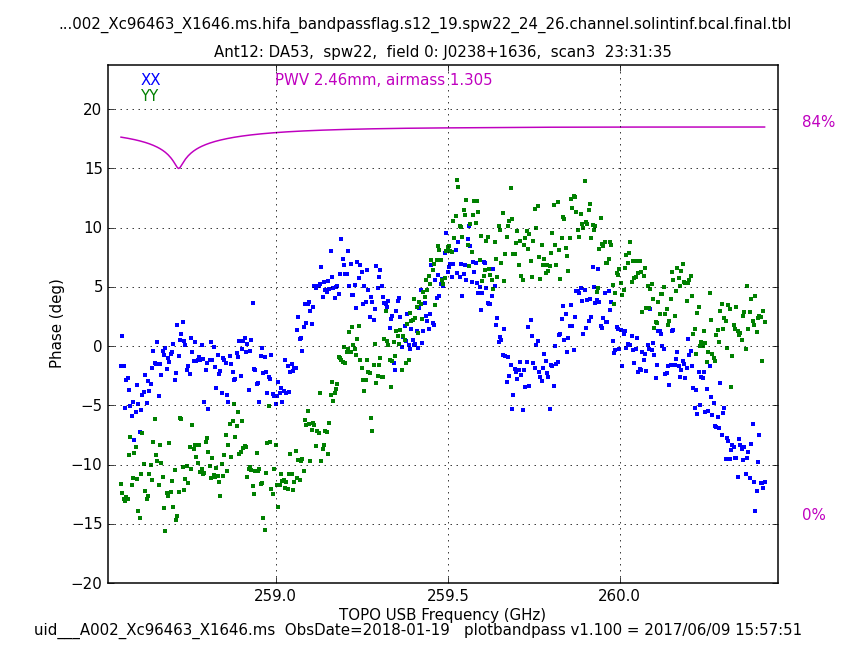 ...002_Xc96463_X1646.ms.hifa_bandpassflag.s12_19.spw22_24_26.channel.solintinf.bcal.final.tbl
Ant12: DA53,  spw22,  field 0: J0238+1636,  scan3  23:31:35
XX
PWV 2.46mm, airmass 1.305
YY
84%
0%
20
15
10
5
0
−5
−10
−15
−20
Phase (deg)
259.0
259.5
260.0
TOPO USB Frequency (GHz)
uid___A002_Xc96463_X1646.ms  ObsDate=2018-01-19   plotbandpass v1.100 = 2017/06/09 15:57:51